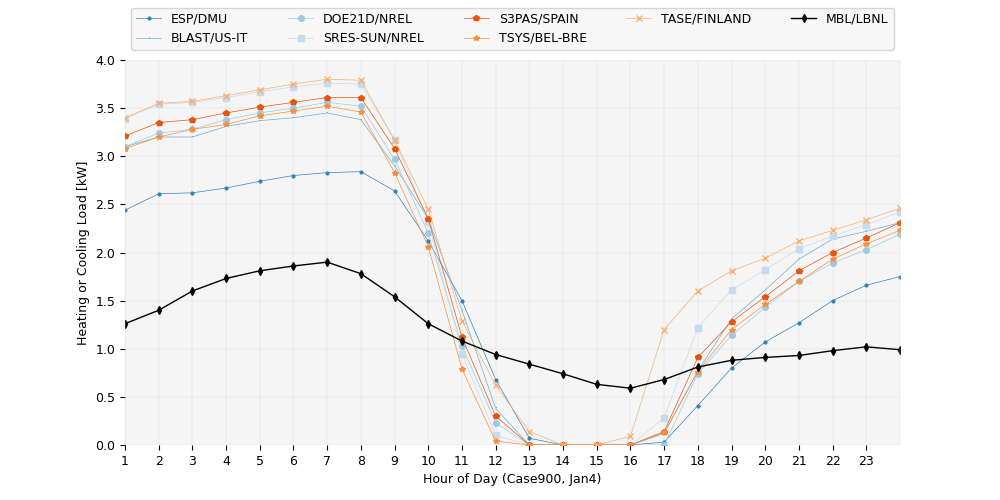 ESP/DMU DOE21D/NREL S3PAS/SPAIN TASE/FINLAND MBL/LBNL
BLAST/US-IT SRES-SUN/NREL TSYS/BEL-BRE
4.0
3.5
3.0
2.5
2.0
1.5
1.0
0.5
0.0
Heating or Cooling Load [kW]
1 2 3 4 5 6 7 8 9 10 11 12 13 14 15 16 17 18 19 20 21 22 23
Hour of Day (Case900, Jan4)